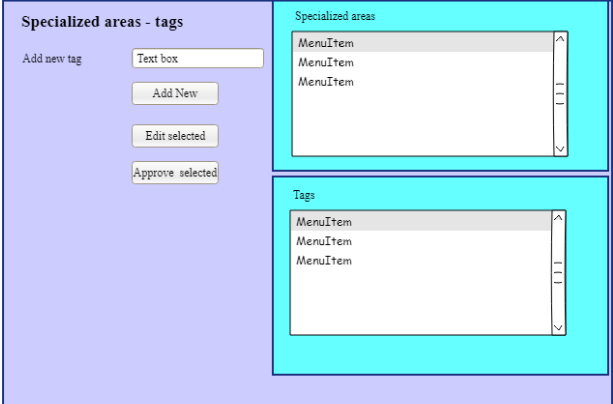 Specialized areas - tags
Add new tag
Text box
Add New
Edit selected
Approve selected
Specialized areas
MenuItem
MenuItem
MenuItem
Tags
MenuItem
MenuItem
MenuItem